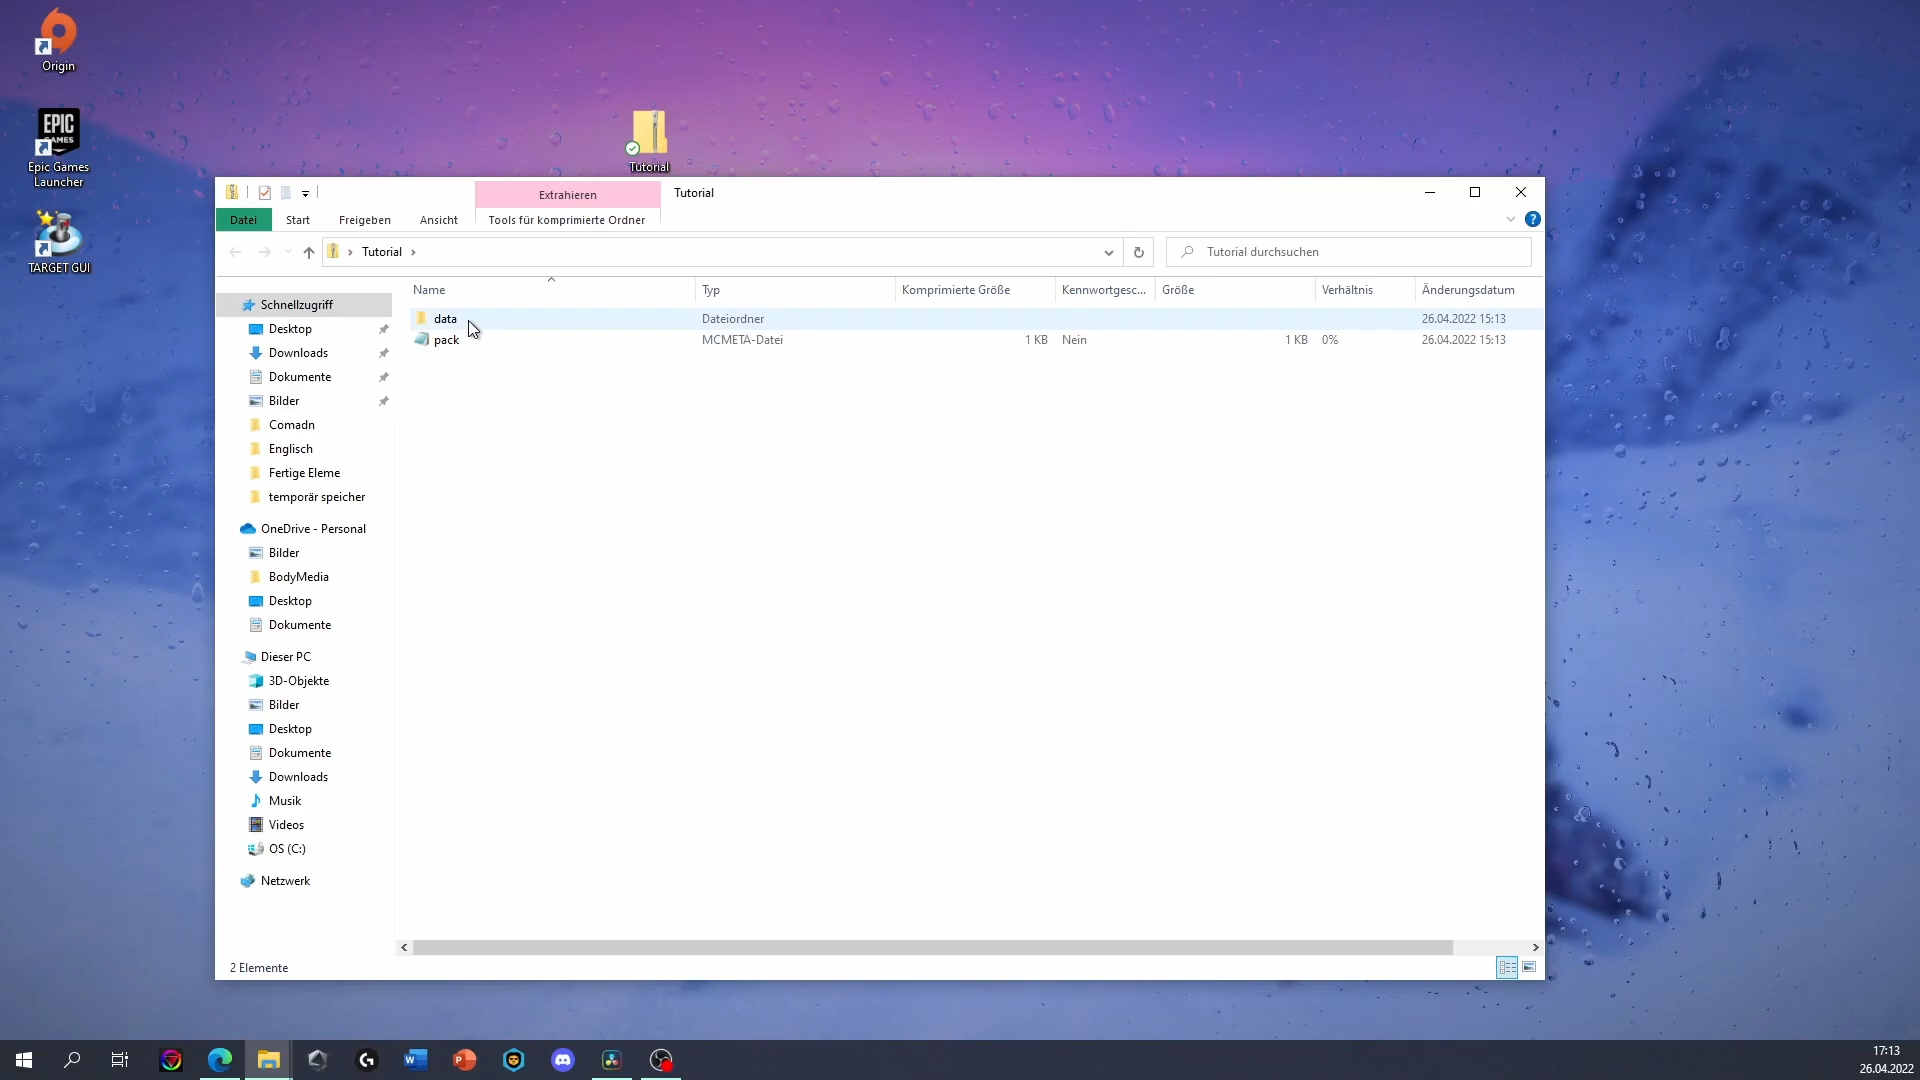 Origin
EPIC
GAMES
Epic Games
Launcher
TARGET GUI
Tutorial
Extrahieren
Tutorial
Datei
Start
Freigeben
Ansicht
Tools für komprimierte Ordner
Tutorial
Tutorial durchsuchen
Name
Typ
Komprimierte Größe
Kennwortgesc...
Größe
Verhältnis
Änderungsdatum
data
Dateiordner
26.04.2022 15:13
pack
MCMETA-Datei
1 KB
Nein
1 KB
0%
26.04.2022 15:13
Schnellzugriff
Desktop
Downloads
Dokumente
Bilder
Comadn
Englisch
Fertige Eleme
temporär speicher
OneDrive - Personal
Bilder
BodyMedia
Desktop
Dokumente
Dieser PC
3D-Objekte
Bilder
Desktop
Dokumente
Downloads
Musik
Videos
OS (C:)
Netzwerk
2 Elemente
17:13
26.04.2022